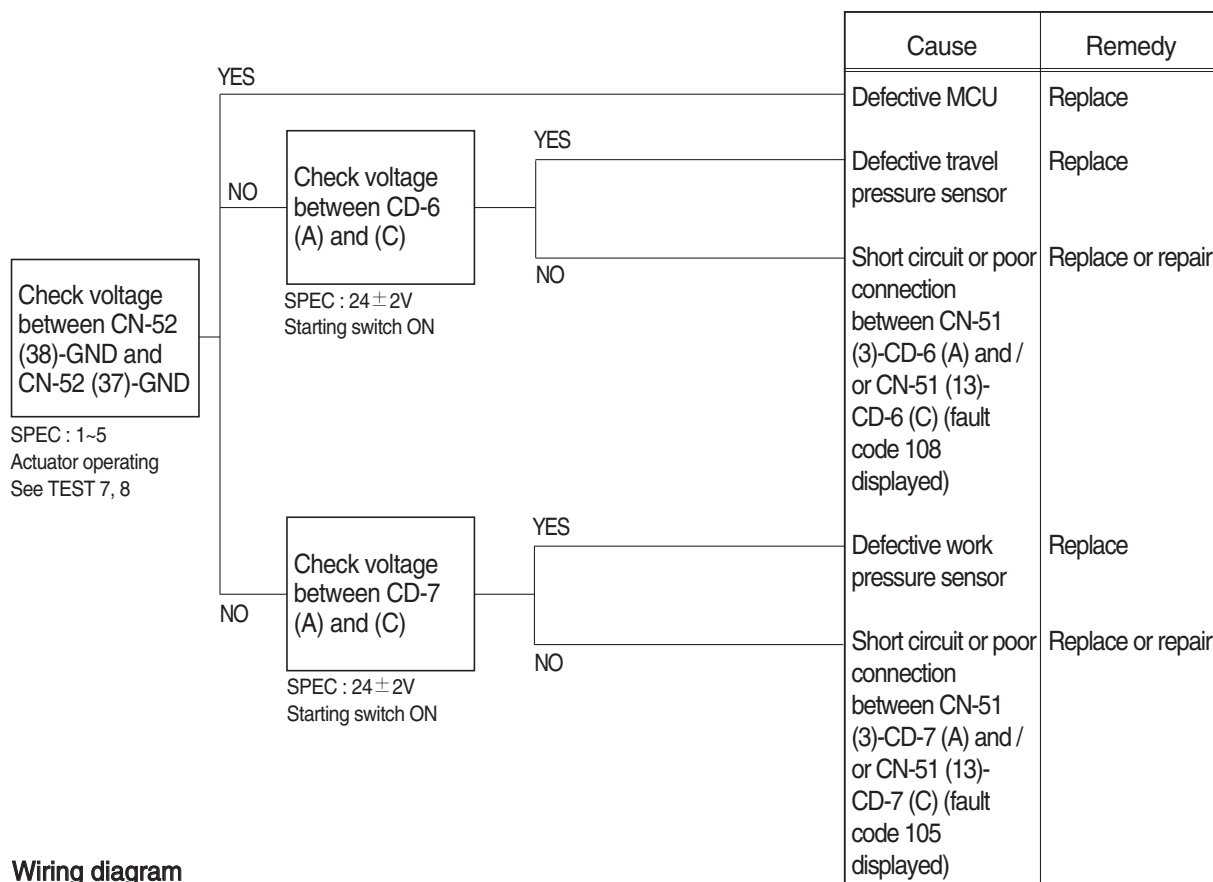 Cause
Remedy
YES
Defective MCU
Replace
NO
Check voltage
between CD-6
(A) and (C)
SPEC : 24±2V
Starting switch ON
YES
Defective travel
pressure sensor
Replace
NO
Short circuit or poor
connection
between CN-51
(3)-CD-6 (A) and /
or CN-51 (13)-
CD-6 (C) (fault
code 108
displayed)
Replace or repair
Check voltage
between CN-52
(38)-GND and
CN-52 (37)-GND
SPEC : 1~5
Actuator operating
See TEST 7, 8
NO
Check voltage
between CD-7
(A) and (C)
SPEC : 24±2V
Starting switch ON
YES
Defective work
pressure sensor
Replace
NO
Short circuit or poor
connection
between CN-51
(3)-CD-7 (A) and /
or CN-51 (13)-
CD-7 (C) (fault
code 105
displayed)
Replace or repair
Wiring diagram